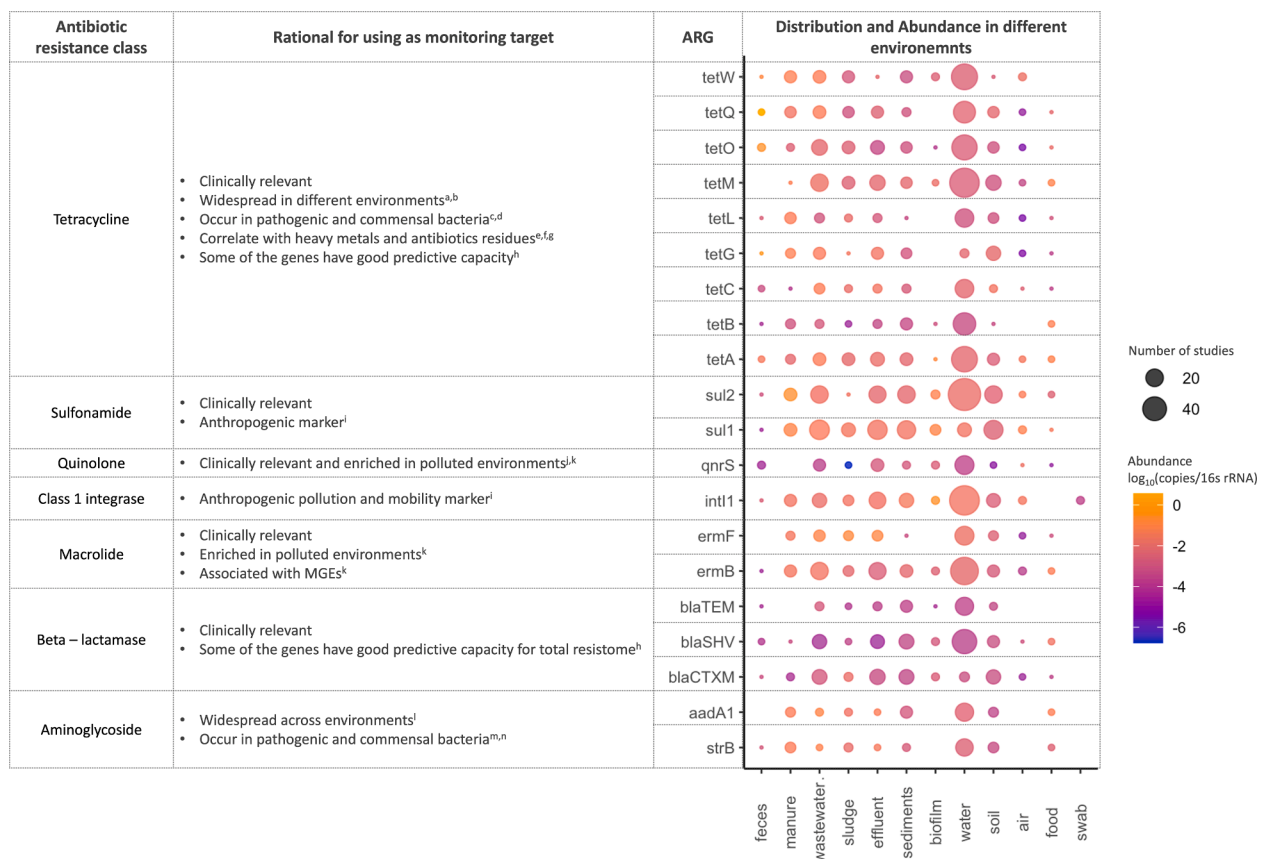 Antibiotic resistance class
Rational for using as monitoring target
ARG
Distribution and Abundance in different environemnts
Tetracycline
• Clinically relevant
• Widespread in different environmentsa,b
• Occur in pathogenic and commensal bacteriac,d
• Correlate with heavy metals and antibiotics residuese,f,g
• Some of the genes have good predictive capacityh
tetW
tetQ
tetO
tetM
tetL
tetG
tetC
tetB
tetA
Sulfonamide
• Clinically relevant
• Anthropogenic markeri
sul2
sul1
Quinolone
• Clinically relevant and enriched in polluted environmentsj,k
qnrS
Class 1 integrase
• Anthropogenic pollution and mobility markeri
intI1
Macrolide
• Clinically relevant
• Enriched in polluted environmentsk
• Associated with MGEsk
ermF
ermB
Beta – lactamase
• Clinically relevant
• Some of the genes have good predictive capacity for total resistomeh
blaTEM
blaSHV
blaCTXM
Aminoglycoside
• Widespread across environmentsl
• Occur in pathogenic and commensal bacteriam,n
aadA1
strB
feces
manure
wastewater.
sludge
effluent
sediments
biofilm
water
soil
air
food
swab
Number of studies
20
40
Abundance
log10(copies/16s rRNA)
0
-2
-4
-6